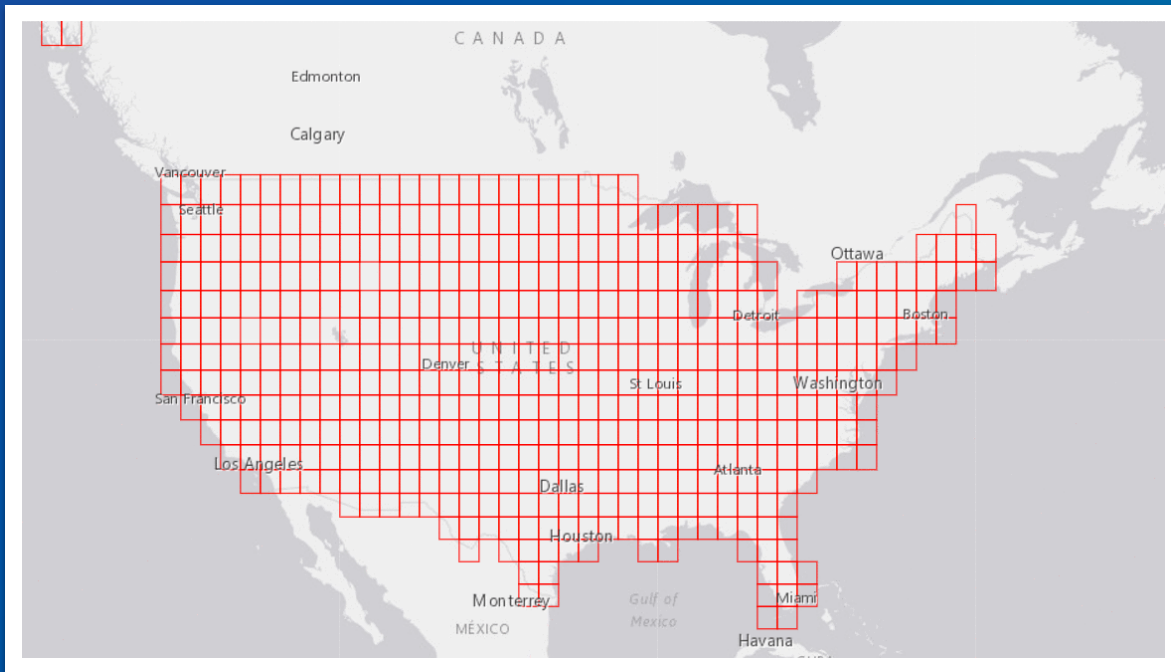 CANADA
Edmonton
Calgary
Vancouver
Seattle
Ottawa
Detroit
Boston
UNITED
STATES
Denver
St Louis
Washington
San Francisco
Los Angeles
Atlanta
Dallas
Houston
Monterrey
Gulf of
Mexico
Miami
MÉXICO
Havana